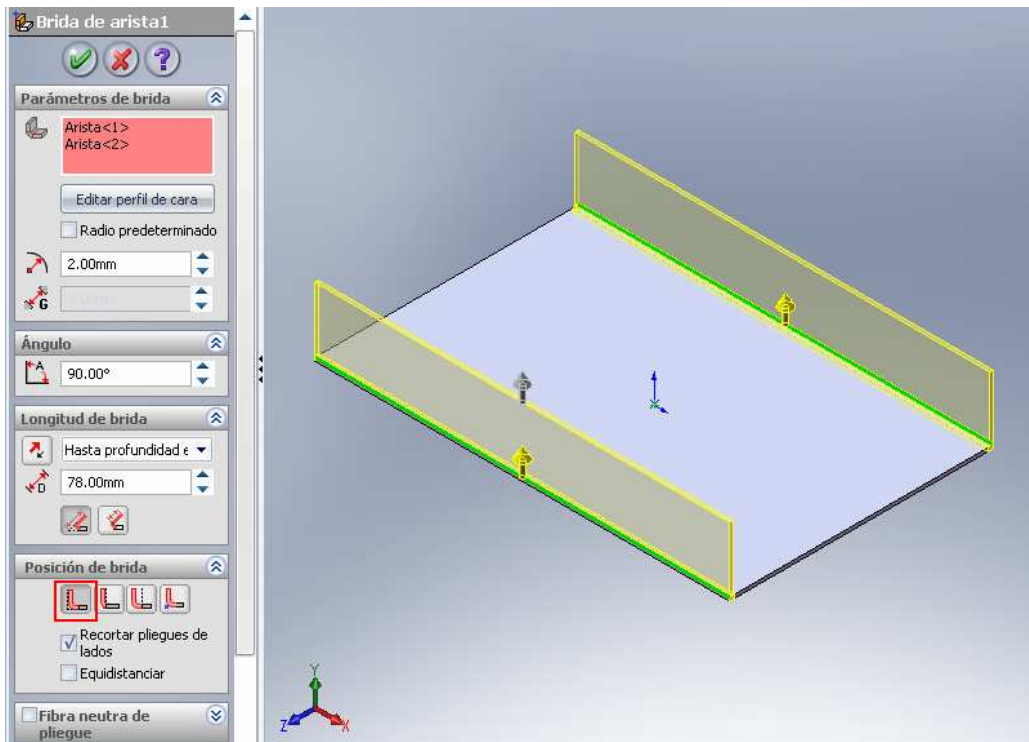 Brida de arista1
Parámetros de brida
Arista<1>
Arista<2>
Editar perfil de cara
Radio predeterminado
2.00mm
G
Ángulo
A
90.00°
Longitud de brida
Hasta profundidad e
D
78.00mm
Posición de brida
Recortar pliegues de
lados
Equidistanciar
Fibra neutra de
pliegue
Y
Z
X